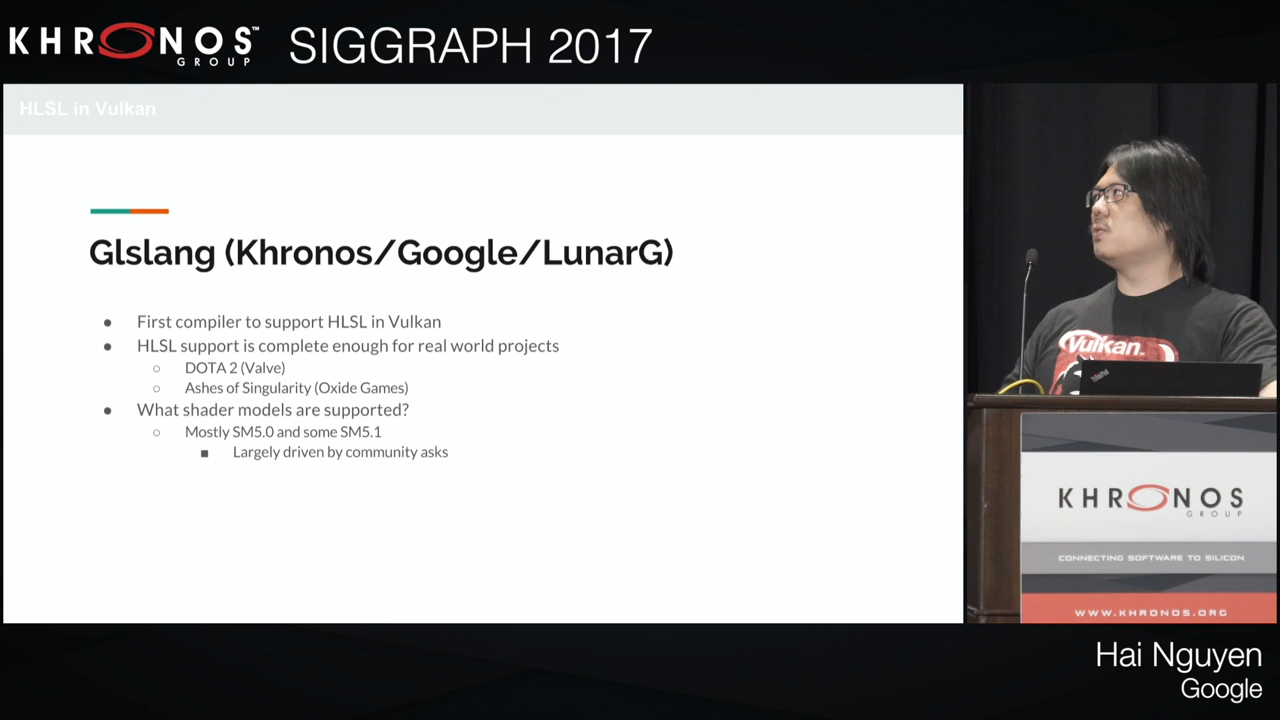 KHRONOS™ GROUP SIGGRAPH 2017
HLSL in Vulkan
Glslang (Khronos/Google/LunarG)
● First compiler to support HLSL in Vulkan
● HLSL support is complete enough for real world projects
○ DOTA 2 (Valve)
○ Ashes of Singularity (Oxide Games)
● What shader models are supported?
○ Mostly SM5.0 and some SM5.1
■ Largely driven by community asks
Vulkan
ThinkPad
KHRONOS
GROUP
CONNECTING SOFTWARE TO SILICON
WWW.KHRONOS.ORG
Hai Nguyen
Google